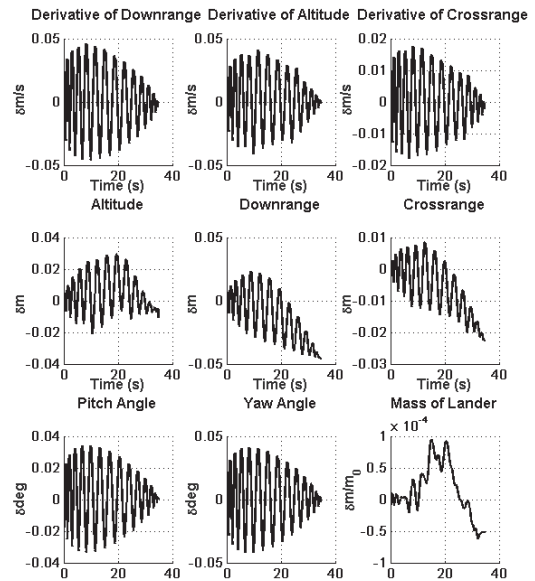 Derivative of Downrange Derivative of Altitude Derivative of Crossrange
0.05 0.05 0.02
0.01
δm/s 0 δm/s 0 δm/s 0
-0.01
-0.05 -0.05 -0.02
0 20 40 0 20 40 0 20 40
Time (s) Time (s) Time (s)
Altitude Downrange Crossrange
0.04 0.05 0.01
0.02 0
δm 0 δm 0 δm -0.01
-0.02 -0.02
-0.04 -0.05 -0.03
0 20 40 0 20 40 0 20 40
Time (s) Time (s) Time (s)
Pitch Angle Yaw Angle Mass of Lander
x 10⁻⁴
0.04 0.05 1
0.02 0.5
δdeg 0 δdeg 0 δm/m₀ 0
-0.02 -0.5
-0.04 -0.05 -1
0 20 40 0 20 40 0 20 40